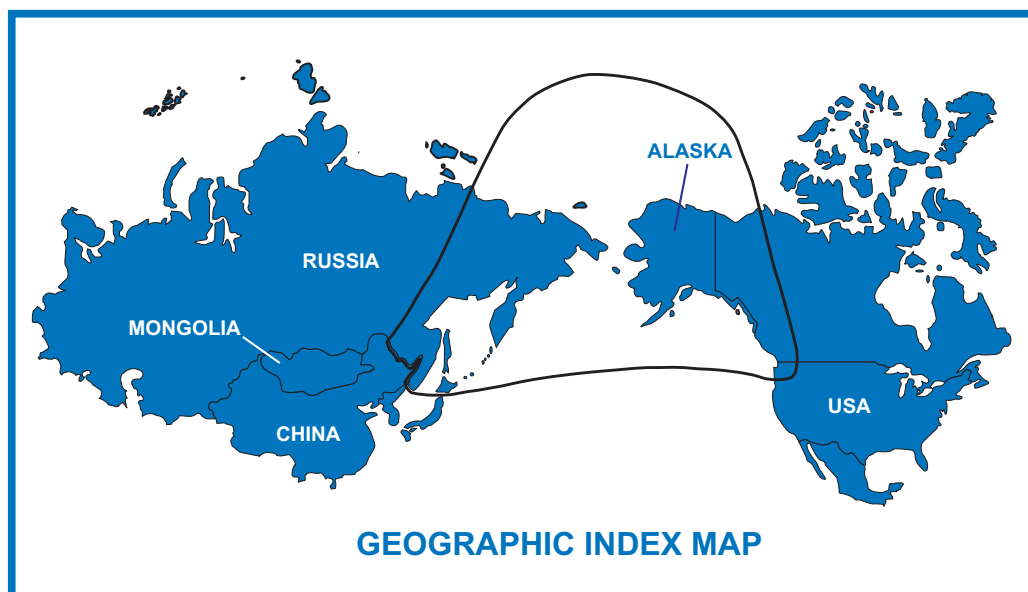 ALASKA
RUSSIA
MONGOLIA
USA
CHINA
GEOGRAPHIC INDEX MAP